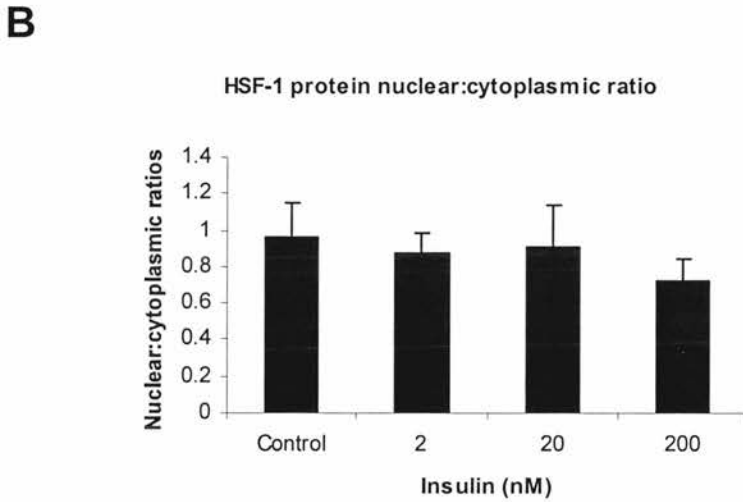 B
HSF-1 protein nuclear:cytoplasmic ratio
Nuclear:cytoplasmic ratios
1.4
1.2
1
0.8
0.6
0.4
0.2
0
Control 2 20 200
Insulin (nM)